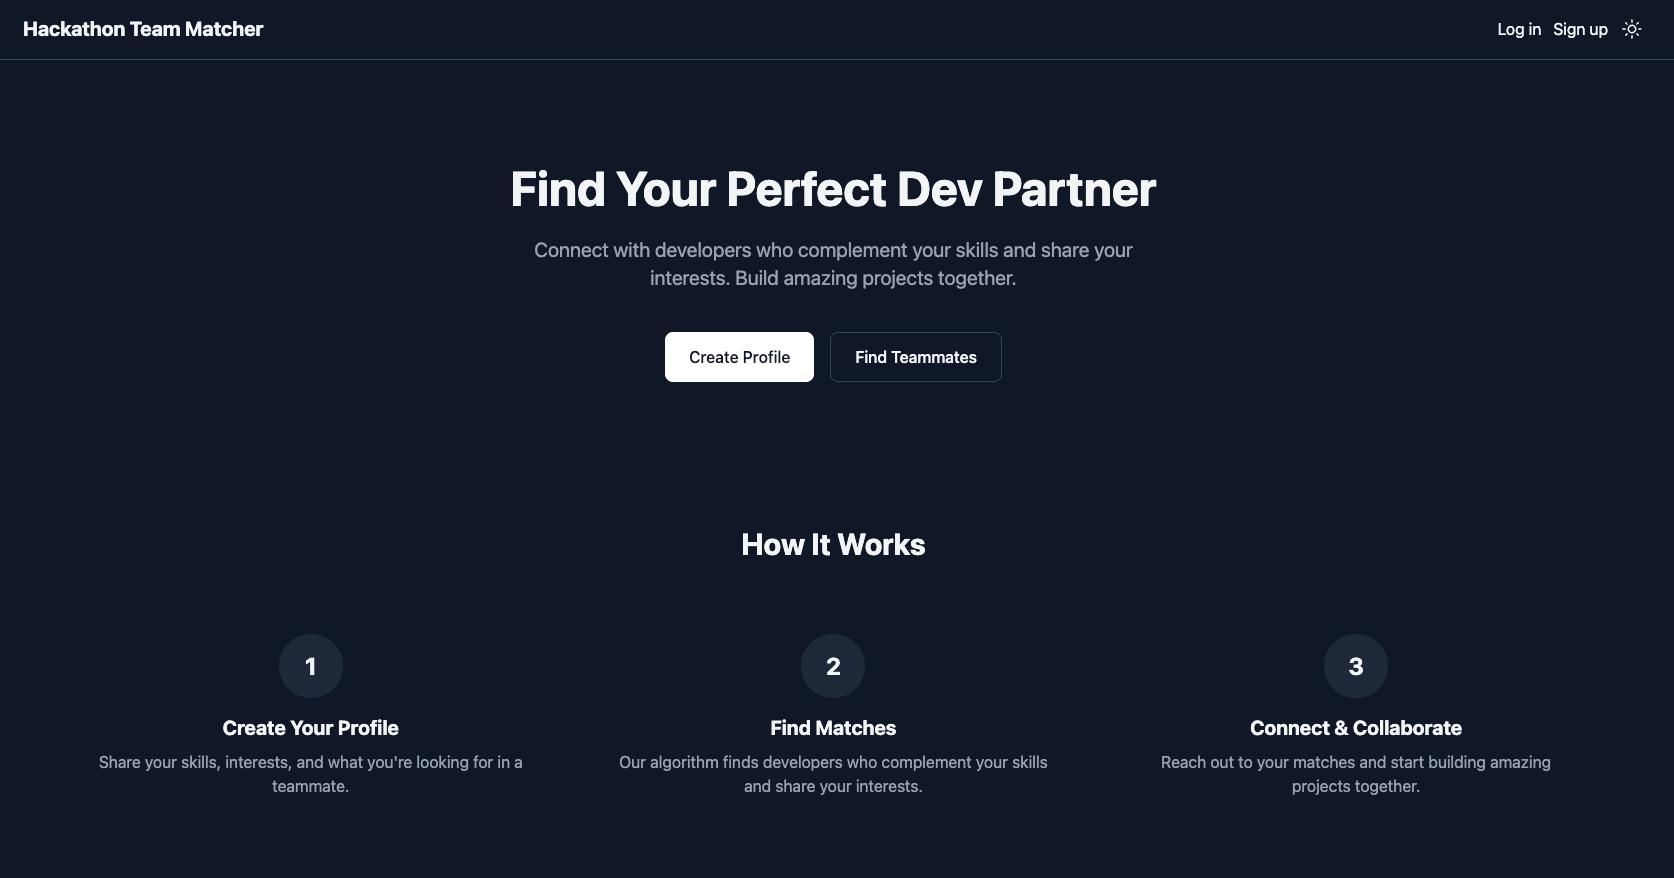 Hackathon Team Matcher
Log in
Sign up
Find Your Perfect Dev Partner
Connect with developers who complement your skills and share your
interests. Build amazing projects together.
Create Profile
Find Teammates
How It Works
1
Create Your Profile
Share your skills, interests, and what you're looking for in a
teammate.
2
Find Matches
Our algorithm finds developers who complement your skills
and share your interests.
3
Connect & Collaborate
Reach out to your matches and start building amazing
projects together.